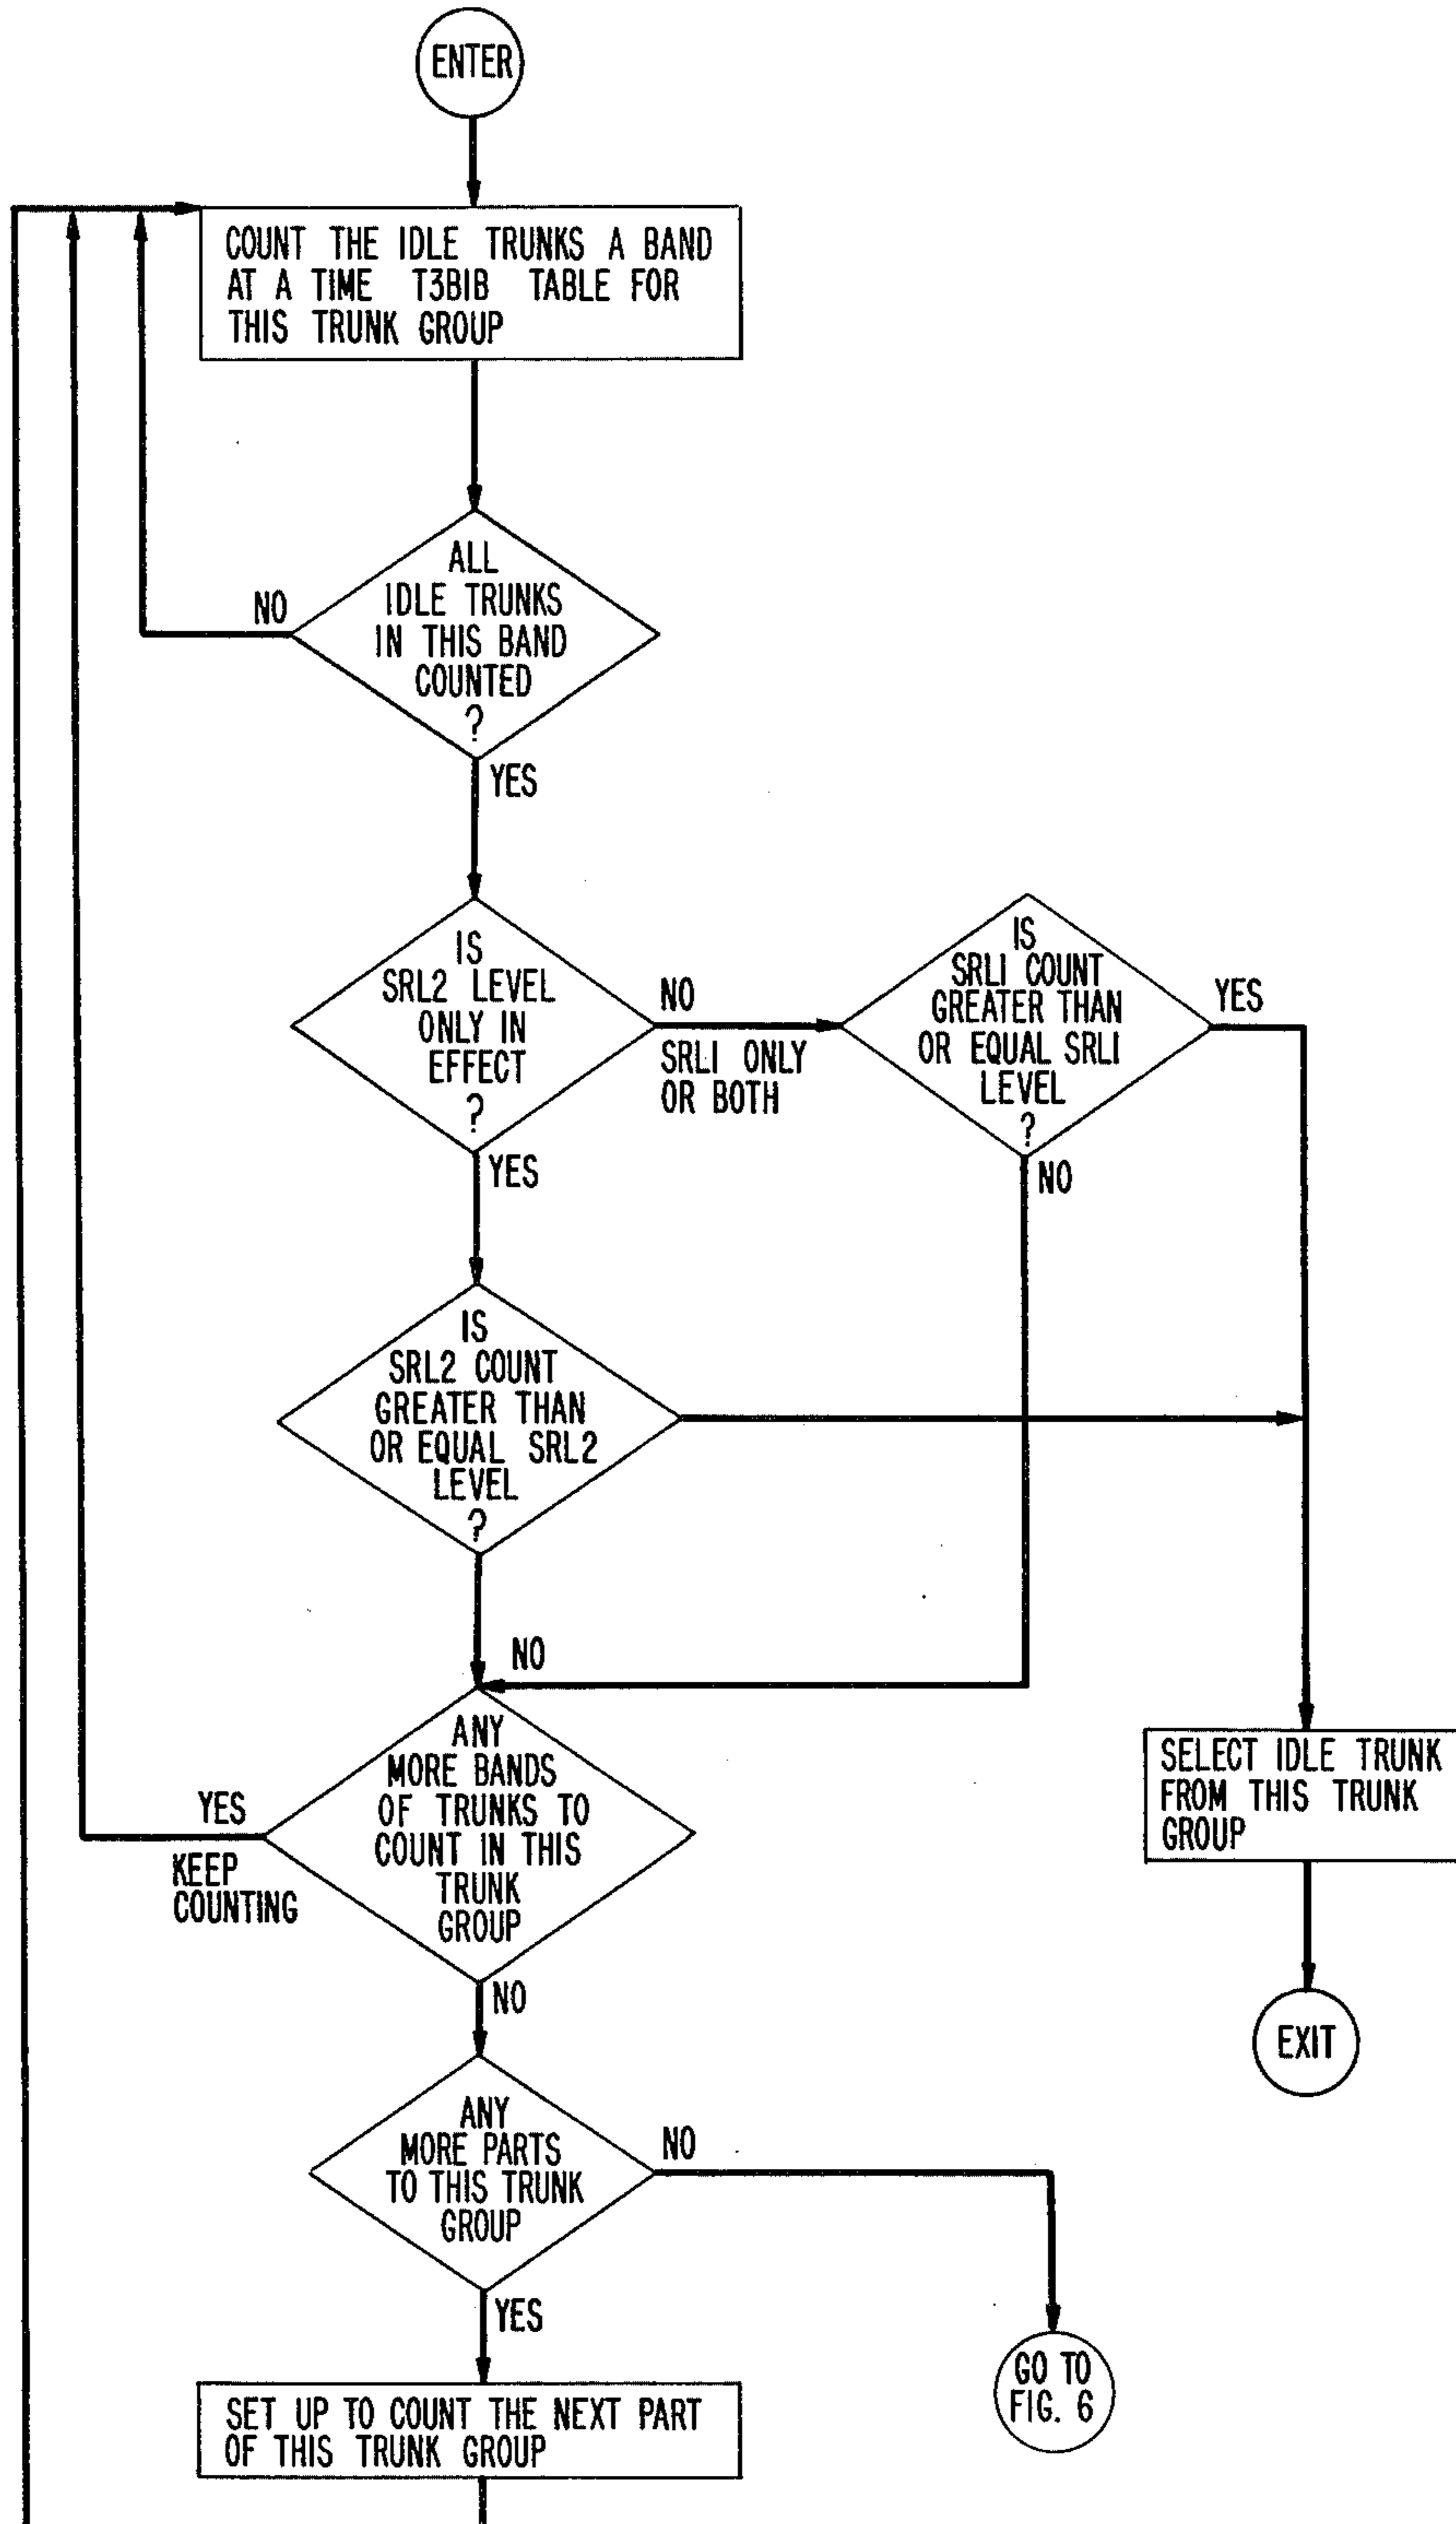 ENTER
COUNT THE IDLE TRUNKS A BAND
AT A TIME T3BIB TABLE FOR
THIS TRUNK GROUP
ALL
IDLE TRUNKS
IN THIS BAND
COUNTED
?
NO
YES
IS
SRL2 LEVEL
ONLY IN
EFFECT
?
NO
SRL1 ONLY
OR BOTH
IS
SRL1 COUNT
GREATER THAN
OR EQUAL SRL1
LEVEL
?
YES
NO
YES
IS
SRL2 COUNT
GREATER THAN
OR EQUAL SRL2
LEVEL
?
NO
ANY
MORE BANDS
OF TRUNKS TO
COUNT IN THIS
TRUNK
GROUP
YES
KEEP
COUNTING
SELECT IDLE TRUNK
FROM THIS TRUNK
GROUP
EXIT
NO
ANY
MORE PARTS
TO THIS TRUNK
GROUP
NO
YES
GO TO
FIG. 6
SET UP TO COUNT THE NEXT PART
OF THIS TRUNK GROUP